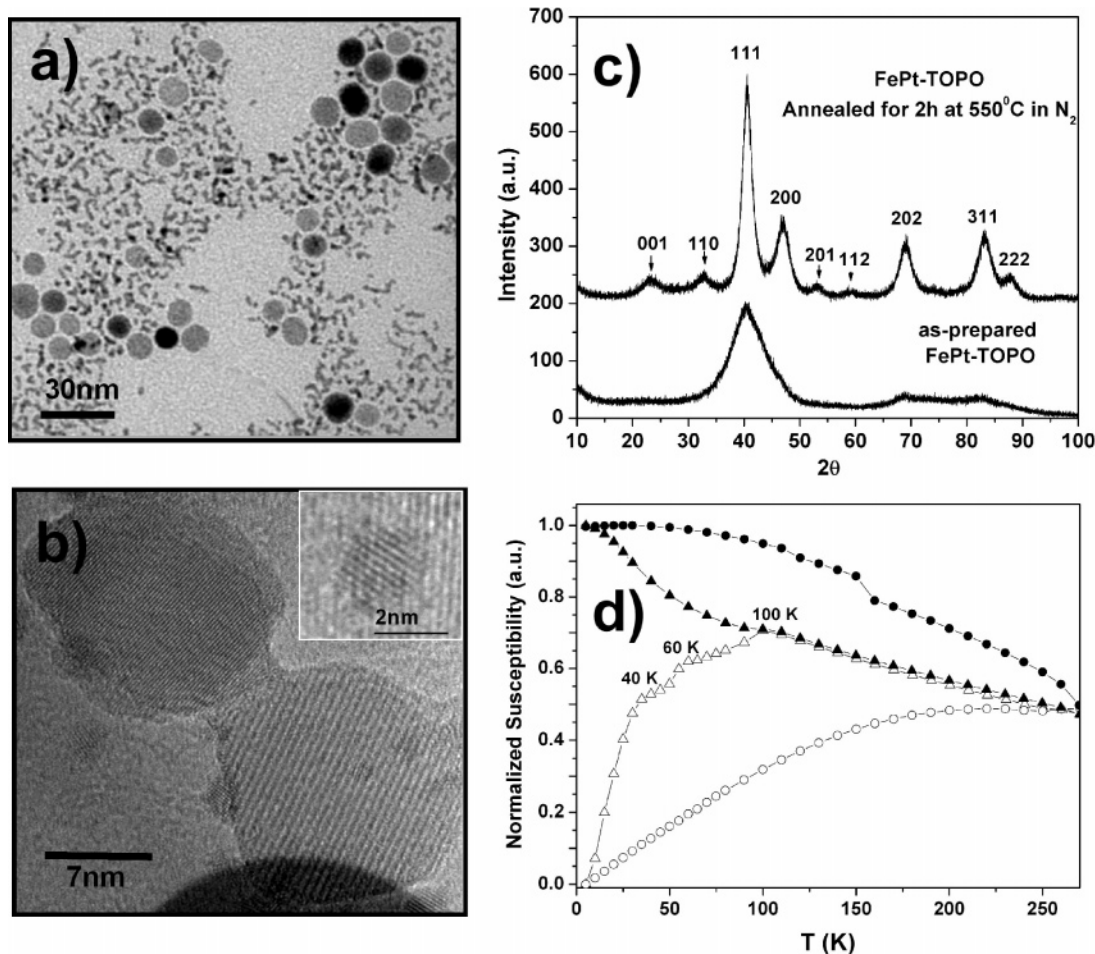 a)
30nm
b)
2nm
7nm
c)
700
600
500
400
300
200
100
0
Intensity (a.u.)
111
FePt-TOPO
Annealed for 2h at 550⁰C in N₂
200
202
311
001
110
201
112
222
as-prepared
FePt-TOPO
10 20 30 40 50 60 70 80 90 100
2θ
d)
1.0
0.8
0.6
0.4
0.2
0.0
Normalized Susceptibility (a.u.)
100 K
60 K
40 K
0 50 100 150 200 250
T (K)